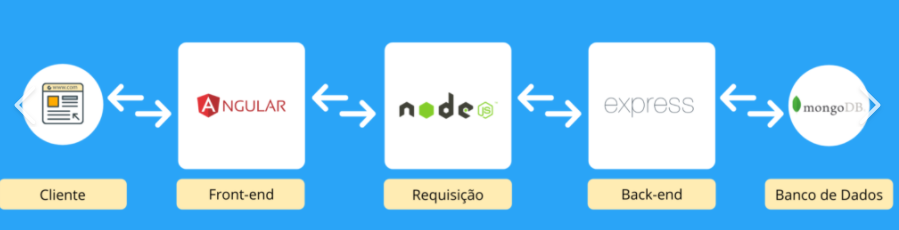 www.com
ANGULAR
node
JS
express
mongoDB
Cliente
Front-end
Requisição
Back-end
Banco de Dados